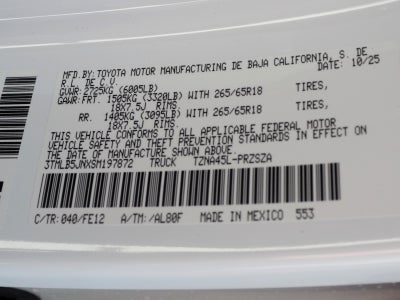 MFD.BY:TOYOTA MOTOR MANUFACTURING DE BAJA CALIFORNIA, S. DE
R.L. DE C.V. DATE: 10/25
GVWR: 2725KG (6005LB)
GAWR:FRT. 1505KG (3320LB) WITH 265/65R18 TIRES,
18X7.5J RIMS.
RR. 1405KG (3095LB) WITH 265/65R18 TIRES,
18X7.5J RIMS.
THIS VEHICLE CONFORMS TO ALL APPLICABLE FEDERAL MOTOR
VEHICLE SAFETY AND THEFT PREVENTION STANDARDS IN EFFECT ON
THE DATE OF MANUFACTURE SHOWN ABOVE.
3TMLB5JNXSM197872 TRUCK TZNA45L-PRZSZA
C/TR: 040/FE12 A/TM: /AL80F MADE IN MEXICO 553